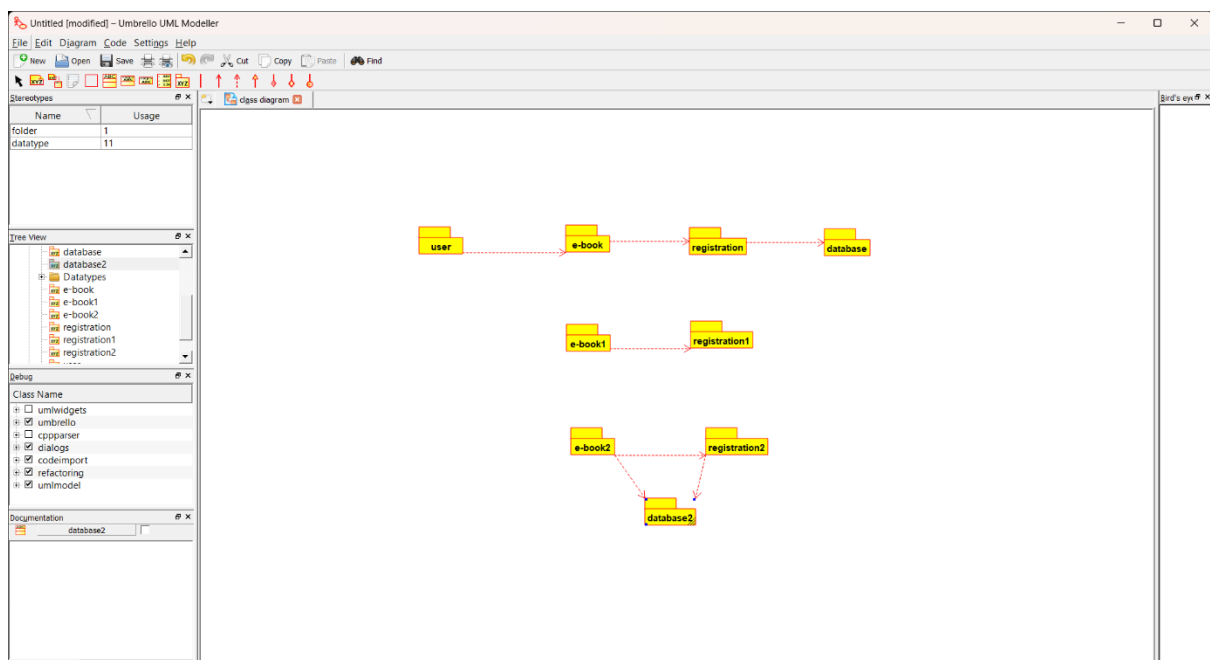 Untitled [modified] – Umbrello UML Modeller
File Edit Diagram Code Settings Help
New Open Save Cut Copy Paste Find
Stereotypes
class diagram
Bird's eye
Name Usage
folder 1
datatype 11
Tree View
database
database2
Datatypes
e-book
e-book1
e-book2
registration
registration1
registration2
user
Debug
Class Name
umlwidgets
umbrello
cppparser
dialogs
codeimport
refactoring
umlmodel
Documentation
database2
user
e-book
registration
database
e-book1
registration1
e-book2
registration2
database2